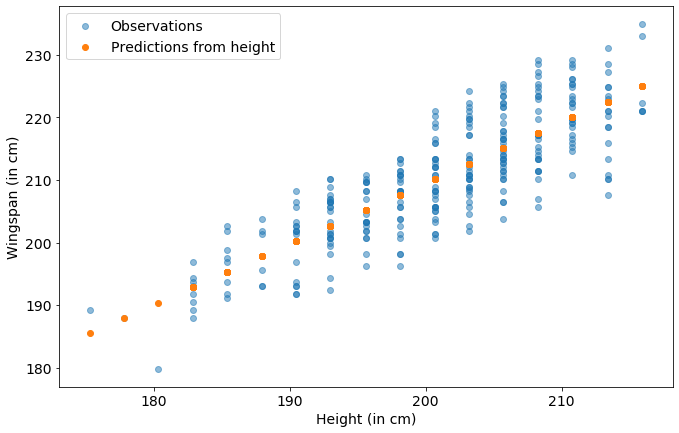 Observations
Predictions from height
230
220
210
200
190
180
Wingspan (in cm)
180 190 200 210
Height (in cm)